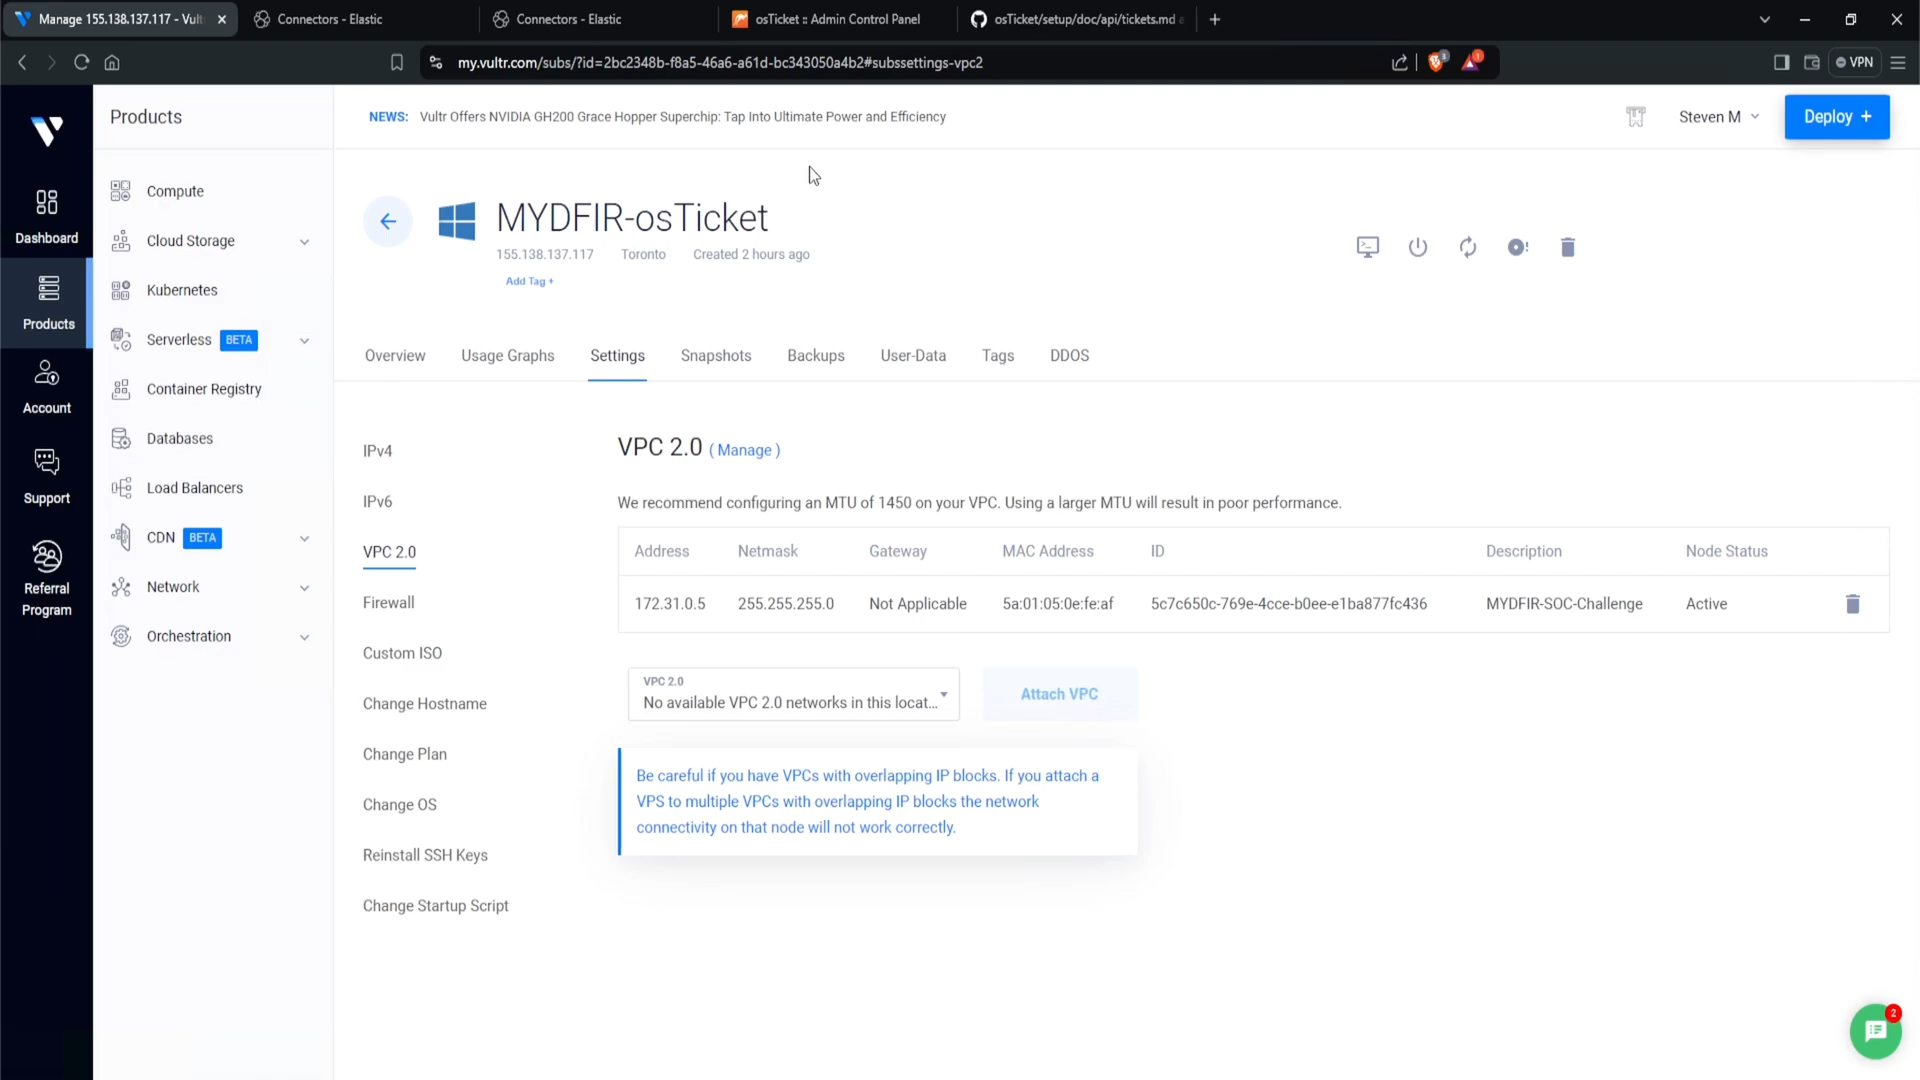 Manage 155.138.137.117 - Vult
Connectors - Elastic
Connectors - Elastic
osTicket :: Admin Control Panel
osTicket/setup/doc/api/tickets.md a
my.vultr.com/subs/?id=2bc2348b-f8a5-46a6-a61d-bc343050a4b2#subssettings-vpc2
3
1
VPN
Products
NEWS: Vultr Offers NVIDIA GH200 Grace Hopper Superchip: Tap Into Ultimate Power and Efficiency
Steven M
Deploy +
Dashboard
Products
Account
Support
Referral
Program
Compute
Cloud Storage
Kubernetes
Serverless BETA
Container Registry
Databases
Load Balancers
CDN BETA
Network
Orchestration
MYDFIR-osTicket
155.138.137.117 Toronto Created 2 hours ago
Add Tag +
Overview Usage Graphs Settings Snapshots Backups User-Data Tags DDOS
IPv4
IPv6
VPC 2.0
Firewall
Custom ISO
Change Hostname
Change Plan
Change OS
Reinstall SSH Keys
Change Startup Script
VPC 2.0 ( Manage )
We recommend configuring an MTU of 1450 on your VPC. Using a larger MTU will result in poor performance.
Address Netmask Gateway MAC Address ID Description Node Status
172.31.0.5 255.255.255.0 Not Applicable 5a:01:05:0e:fe:af 5c7c650c-769e-4cce-b0ee-e1ba877fc436 MYDFIR-SOC-Challenge Active
VPC 2.0
No available VPC 2.0 networks in this locat...
Attach VPC
Be careful if you have VPCs with overlapping IP blocks. If you attach a
VPS to multiple VPCs with overlapping IP blocks the network
connectivity on that node will not work correctly.
2